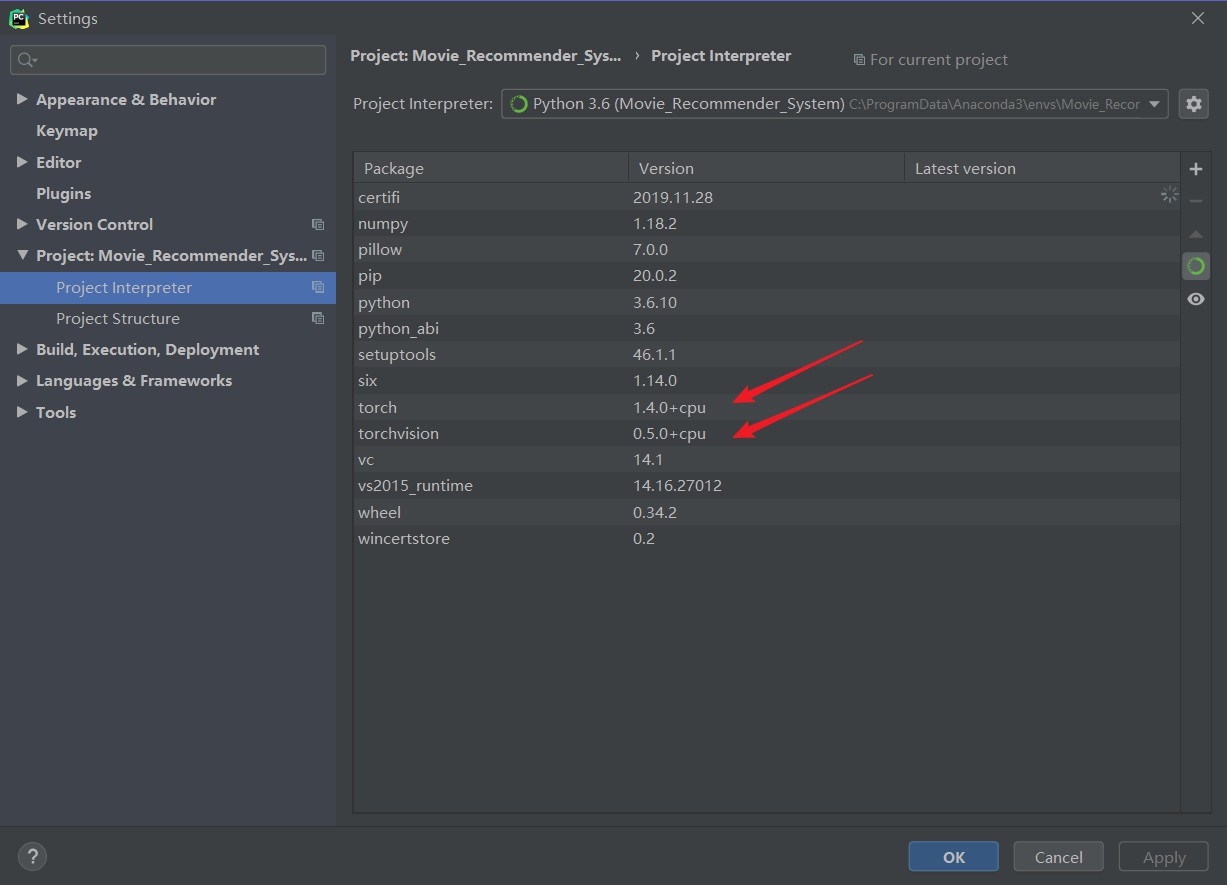 Settings
Appearance & Behavior
Keymap
Editor
Plugins
Version Control
Project: Movie_Recommender_Sys...
Project Interpreter
Project Structure
Build, Execution, Deployment
Languages & Frameworks
Tools
Project: Movie_Recommender_Sys... › Project Interpreter For current project
Project Interpreter: Python 3.6 (Movie_Recommender_System) C:\ProgramData\Anaconda3\envs\Movie_Recor
Package Version Latest version
certifi 2019.11.28
numpy 1.18.2
pillow 7.0.0
pip 20.0.2
python 3.6.10
python_abi 3.6
setuptools 46.1.1
six 1.14.0
torch 1.4.0+cpu
torchvision 0.5.0+cpu
vc 14.1
vs2015_runtime 14.16.27012
wheel 0.34.2
wincertstore 0.2
? OK Cancel Apply